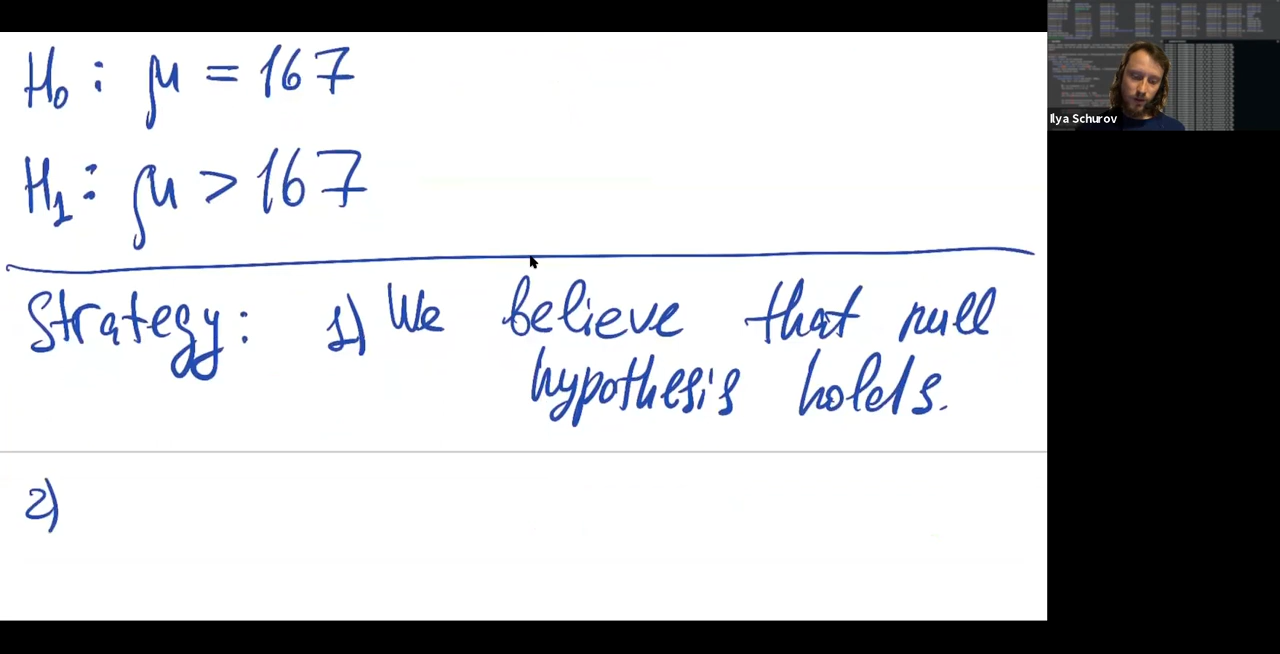 H₀ : μ = 167
H₁ : μ > 167
Strategy: 1) We believe that null
hypothesis holds.
2)
Ilya Schurov